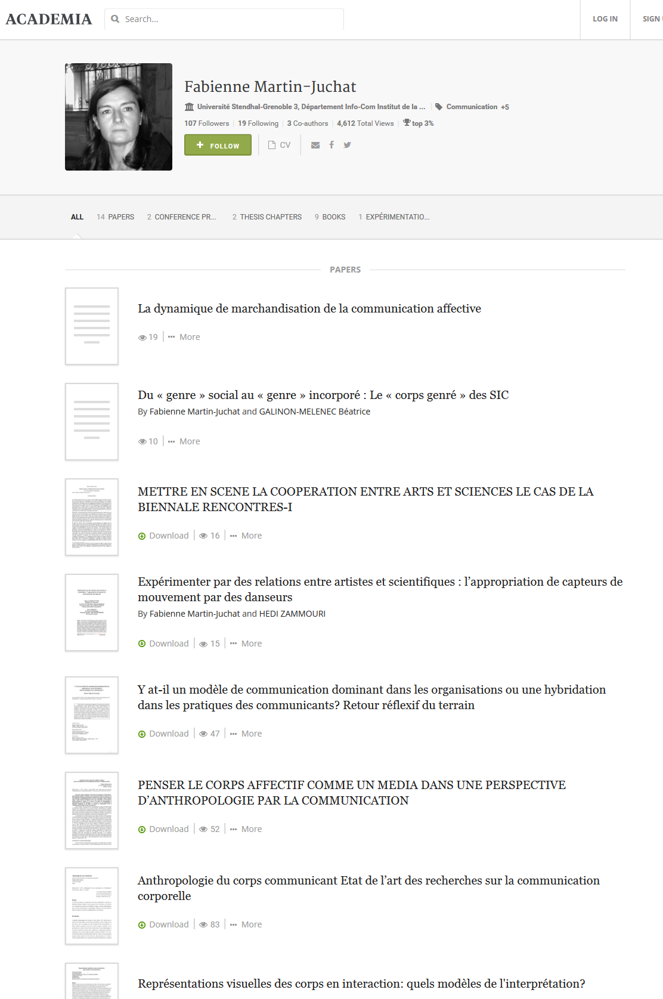 ACADEMIA
Search...
LOG IN
SIGN
Fabienne Martin-Juchat
Université Stendhal-Grenoble 3, Département Info-Com Institut de la ...
Communication +5
107 Followers
19 Following
3 Co-authors
4,612 Total Views
top 3%
FOLLOW
CV
ALL
14 PAPERS
2 CONFERENCE PR...
2 THESIS CHAPTERS
9 BOOKS
1 EXPÉRIMENTATIO...
PAPERS
La dynamique de marchandisation de la communication affective
19
More
Du « genre » social au « genre » incorporé : Le « corps genré » des SIC
By Fabienne Martin-Juchat and GALINON-MELENEC Béatrice
10
More
METTRE EN SCENE LA COOPERATION ENTRE ARTS ET SCIENCES LE CAS DE LA
BIENNALE RENCONTRES-I
Download
16
More
Expérimenter par des relations entre artistes et scientifiques : l’appropriation de capteurs de
mouvement par des danseurs
By Fabienne Martin-Juchat and HEDI ZAMMOURI
Download
15
More
Y at-il un modèle de communication dominant dans les organisations ou une hybridation
dans les pratiques des communicants? Retour réflexif du terrain
Download
47
More
PENSER LE CORPS AFFECTIF COMME UN MEDIA DANS UNE PERSPECTIVE
D’ANTHROPOLOGIE PAR LA COMMUNICATION
Download
52
More
Anthropologie du corps communicant Etat de l’art des recherches sur la communication
corporelle
Download
83
More
Représentations visuelles des corps en interaction: quels modèles de l'interprétation?